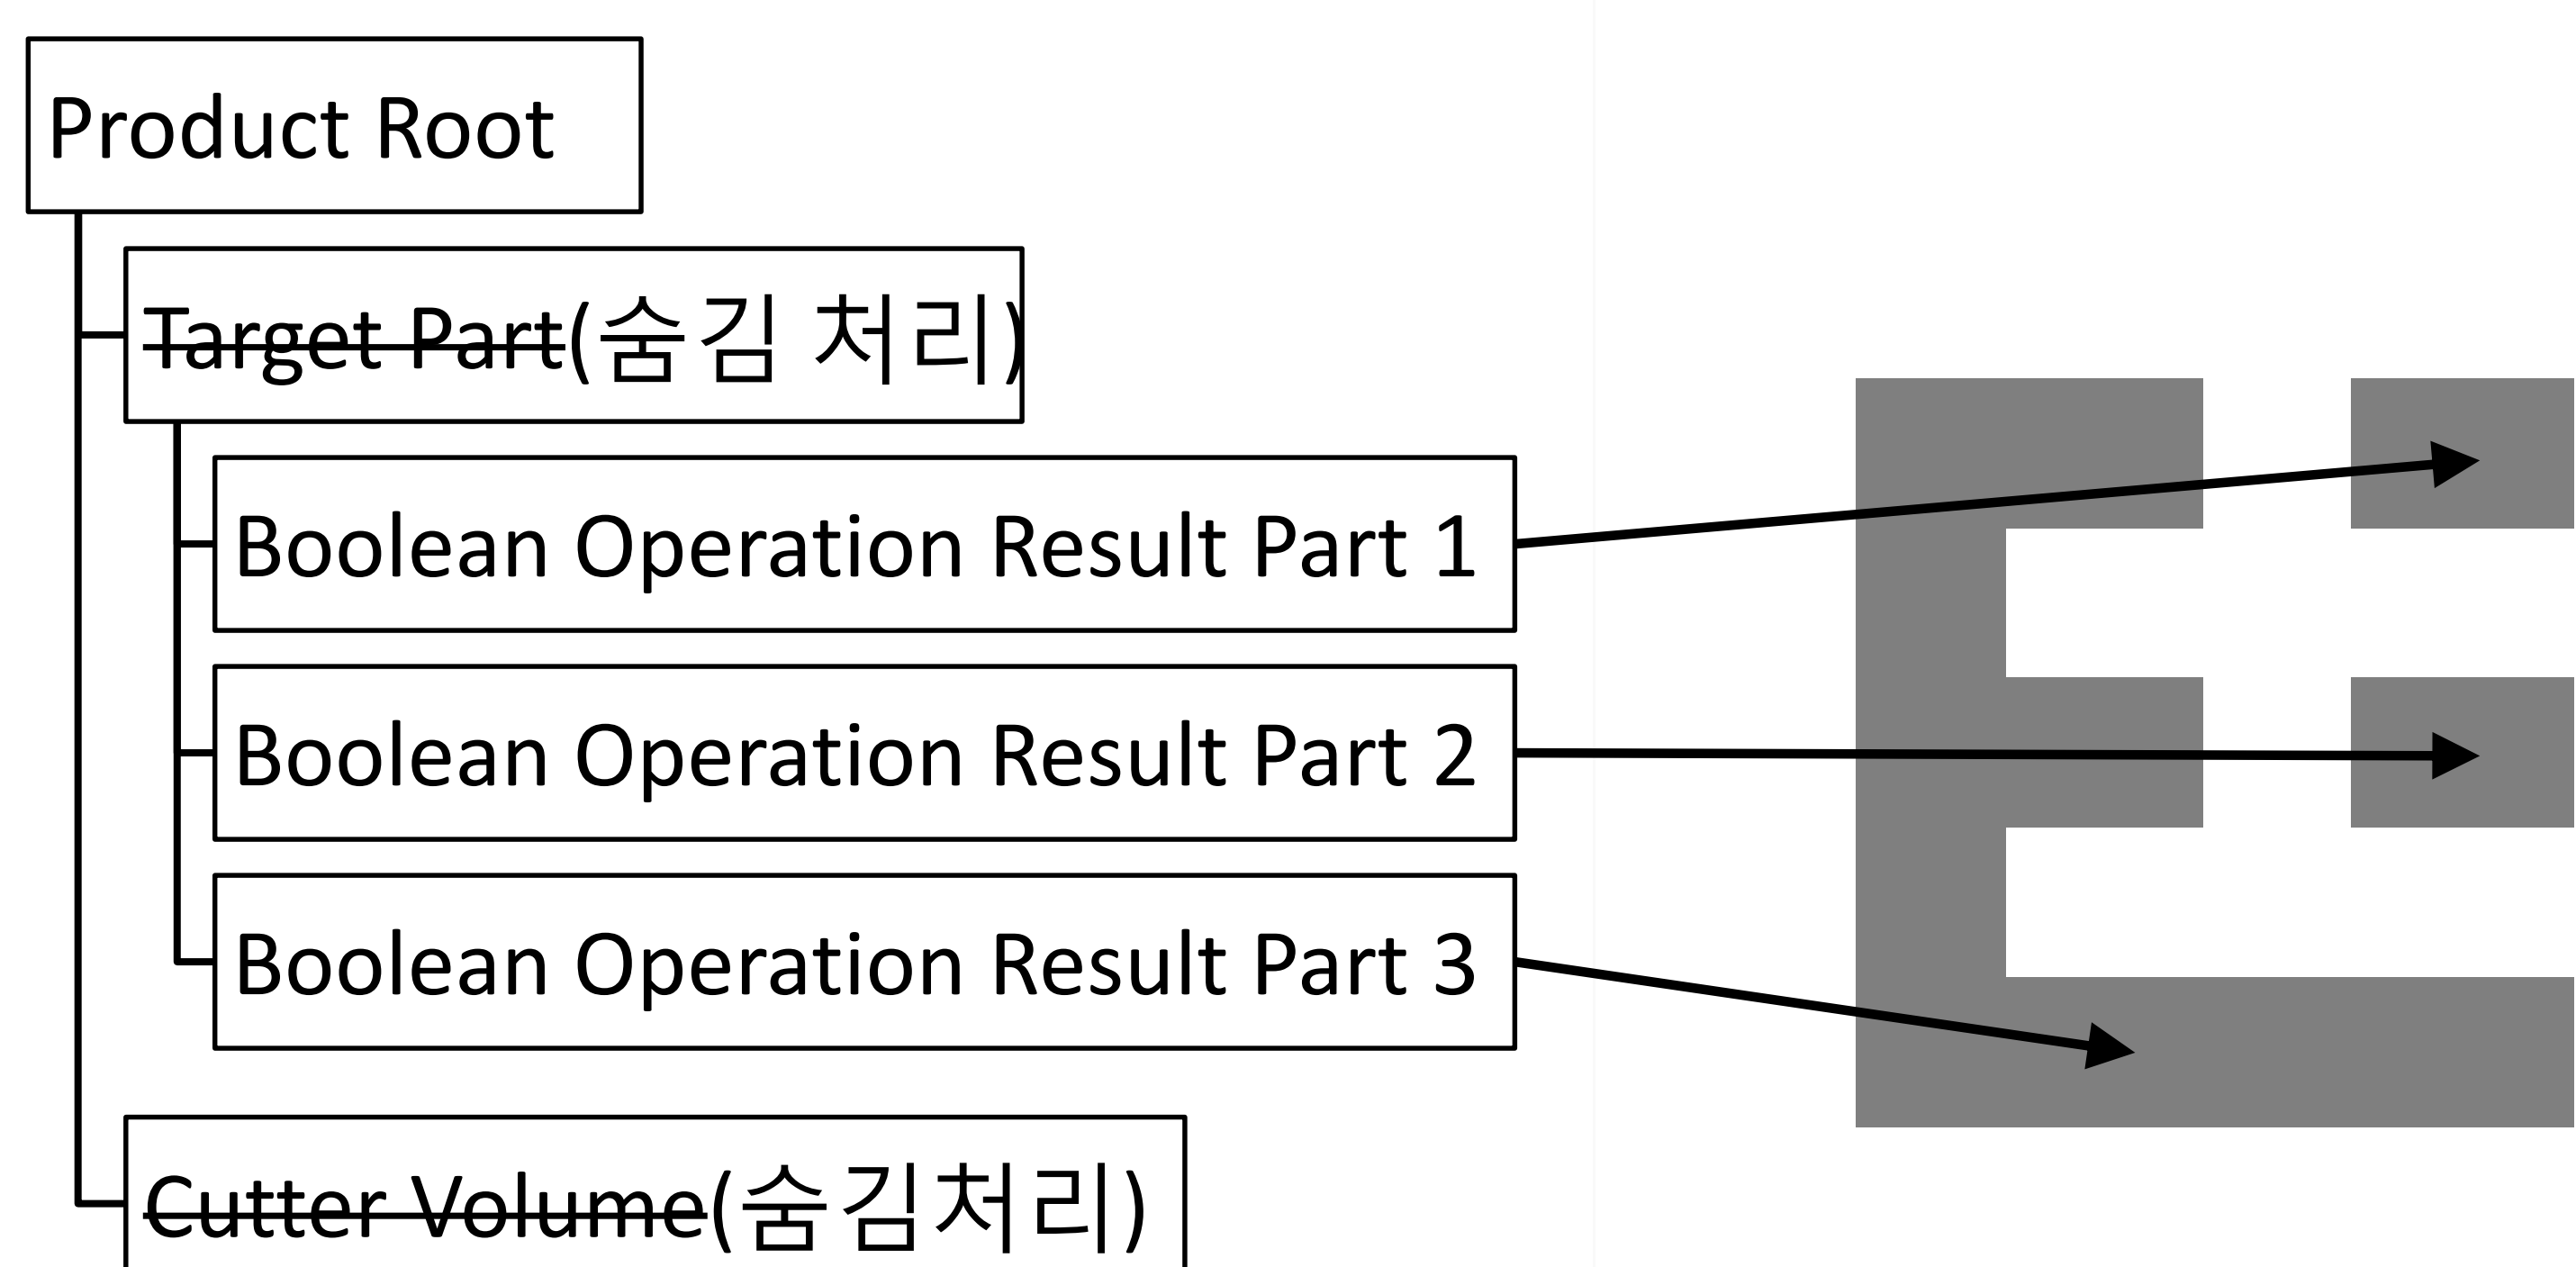 Product Root
Target Part(숨김 처리)
Boolean Operation Result Part 1
Boolean Operation Result Part 2
Boolean Operation Result Part 3
Cutter Volume(숨김처리)